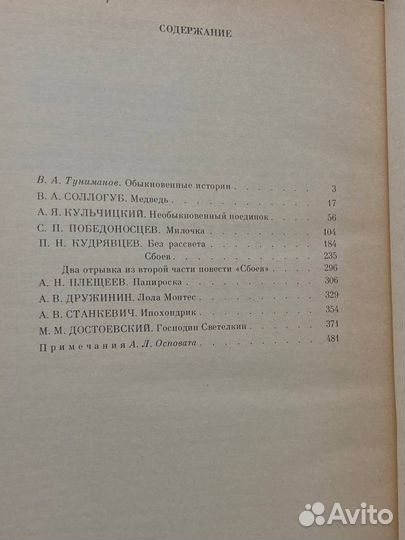 СОДЕРЖАНИЕ
В. А. Туниманов. Обыкновенные истории . . . . . . . 3
В. А. СОЛЛОГУБ. Медведь . . . . . . . . . 17
А. Я. КУЛЬЧИЦКИЙ. Необыкновенный поединок . . . . 56
С. П. ПОБЕДОНОСЦЕВ. Милочка . . . . . . . 104
П. Н. КУДРЯВЦЕВ. Без рассвета . . . . . . . 184
Сбоев . . . . . . . . . 235
Два отрывка из второй части повести «Сбоев» . . . . 296
А. Н. ПЛЕЩЕЕВ. Папироска . . . . . . . . 306
А. В. ДРУЖИНИН. Лола Монтес . . . . . . . 329
А. В. СТАНКЕВИЧ. Ипохондрик . . . . . . . 354
М. М. ДОСТОЕВСКИЙ. Господин Светелкин . . . . . 371
Примечания А. Л. Осповата . . . . . . . . 481
Avito